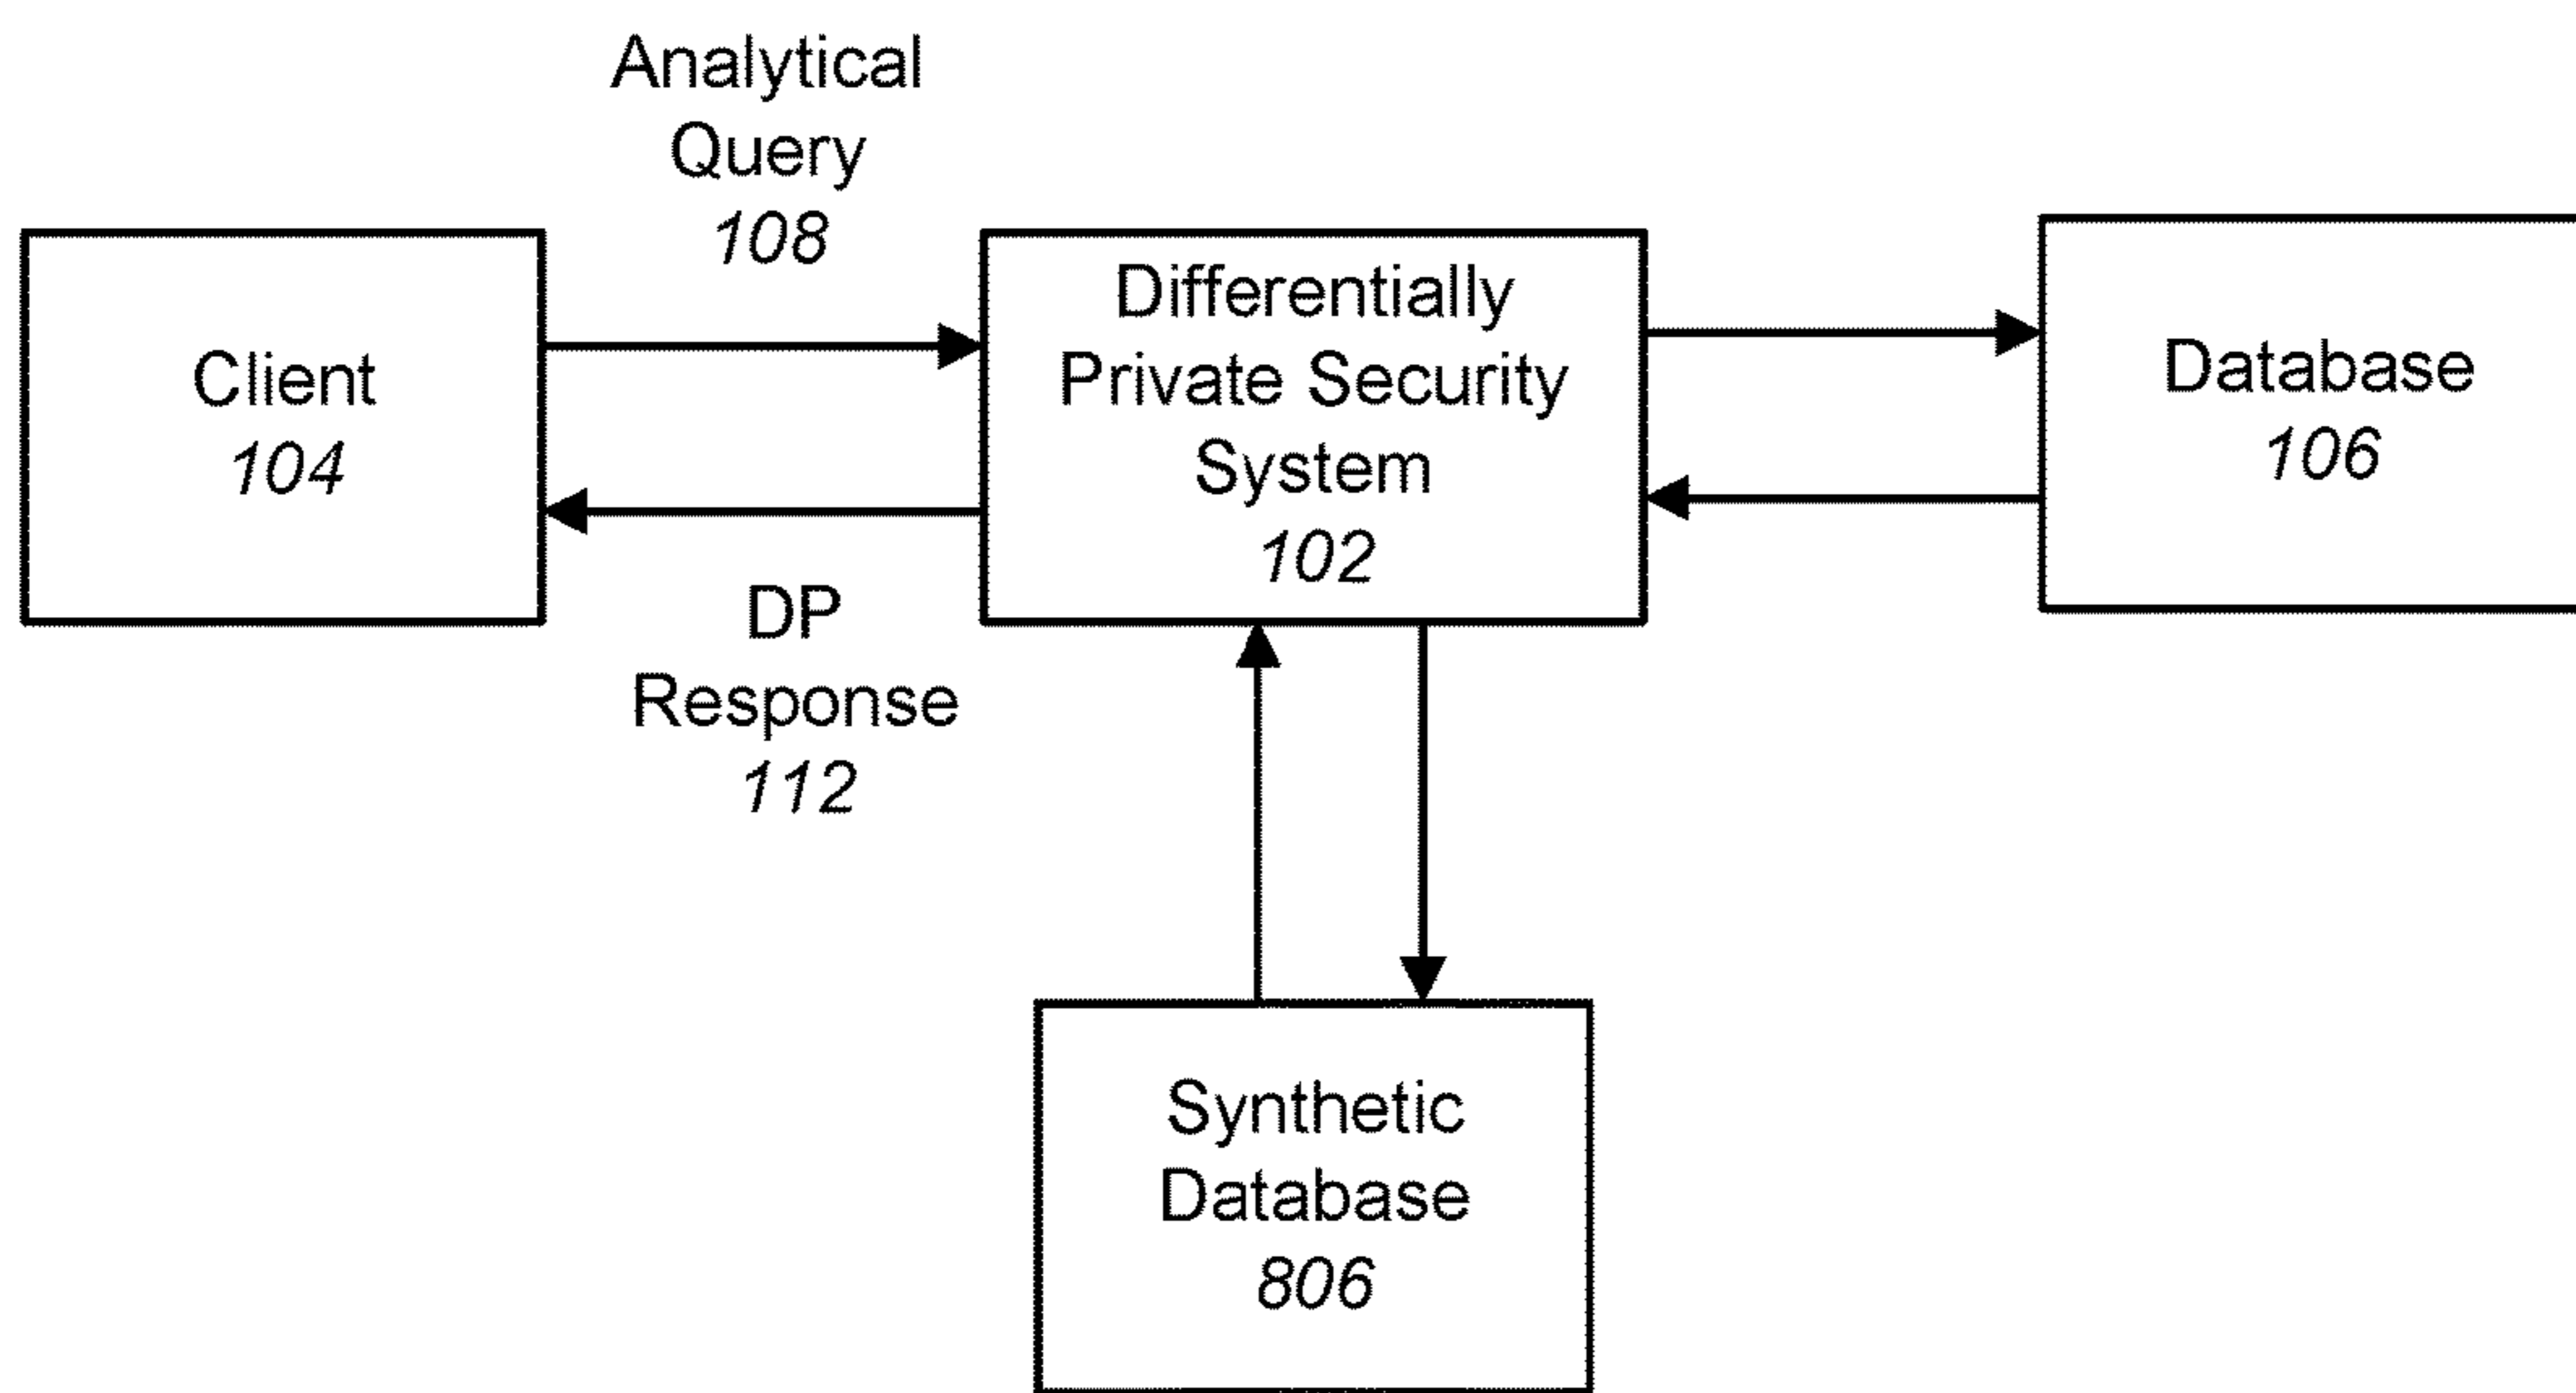 Analytical
Query
108
Client
104
Differentially
Private Security
System
102
Database
106
DP
Response
112
Synthetic
Database
806